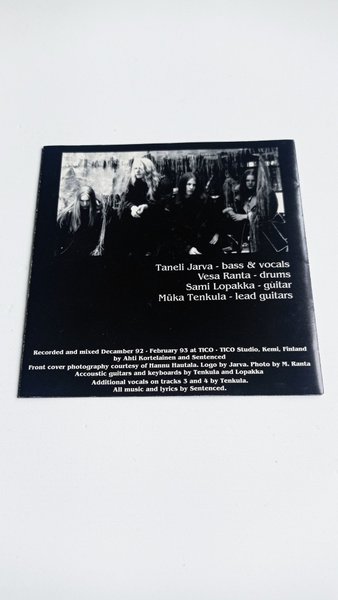 Taneli Jarva - bass & vocals
Vesa Ranta - drums
Sami Lopakka - guitar
Miika Tenkula - lead guitars
Recorded and mixed Decamber 92 - February 93 at TICO - TICO Studio, Kemi, Finland
by Ahti Kortelainen and Sentenced
Front cover photography courtesy of Hannu Hautala. Logo by Jarva. Photo by M. Ranta
Accoustic guitars and keyboards by Tenkula and Lopakka
Additional vocals on tracks 3 and 4 by Tenkula.
All music and lyrics by Sentenced.